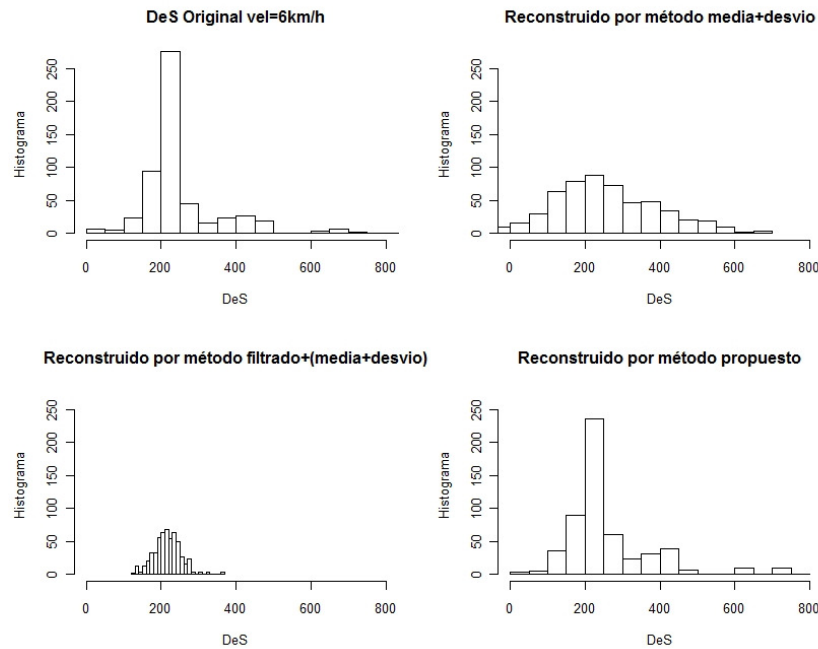 DeS Original vel=6km/h
Histograma
250
200
150
100
50
0
0 200 400 600 800
DeS
Reconstruido por método media+desvio
Histograma
250
200
150
100
50
0
0 200 400 600 800
DeS
Reconstruido por método filtrado+(media+desvio)
Histograma
250
200
150
100
50
0
0 200 400 600 800
DeS
Reconstruido por método propuesto
Histograma
250
200
150
100
50
0
0 200 400 600 800
DeS